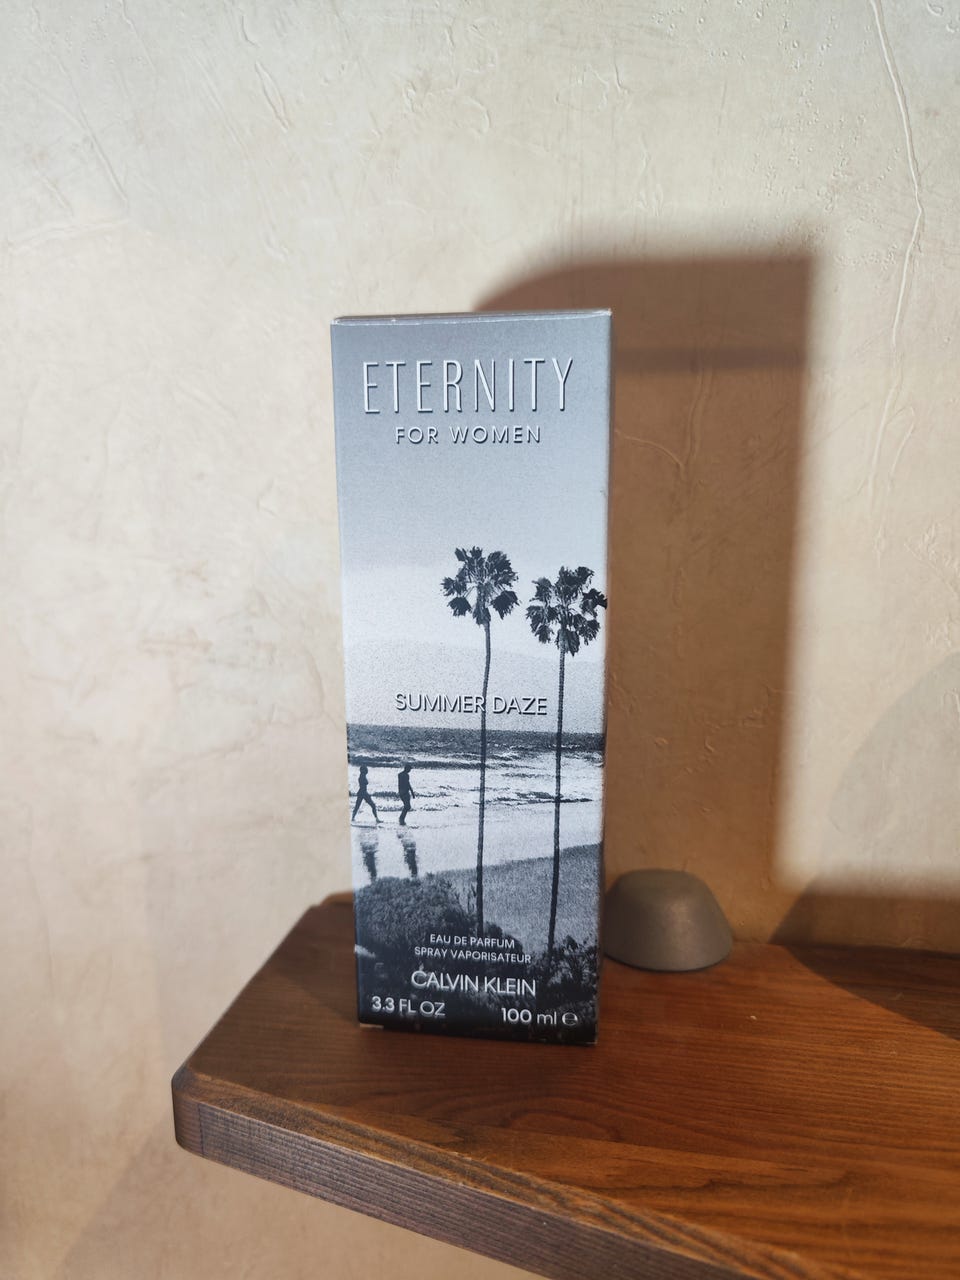 ETERNITY
FOR WOMEN
SUMMER DAZE
EAU DE PARFUM
SPRAY VAPORISATEUR
CALVIN KLEIN
3.3 FL OZ 100 ml ℮